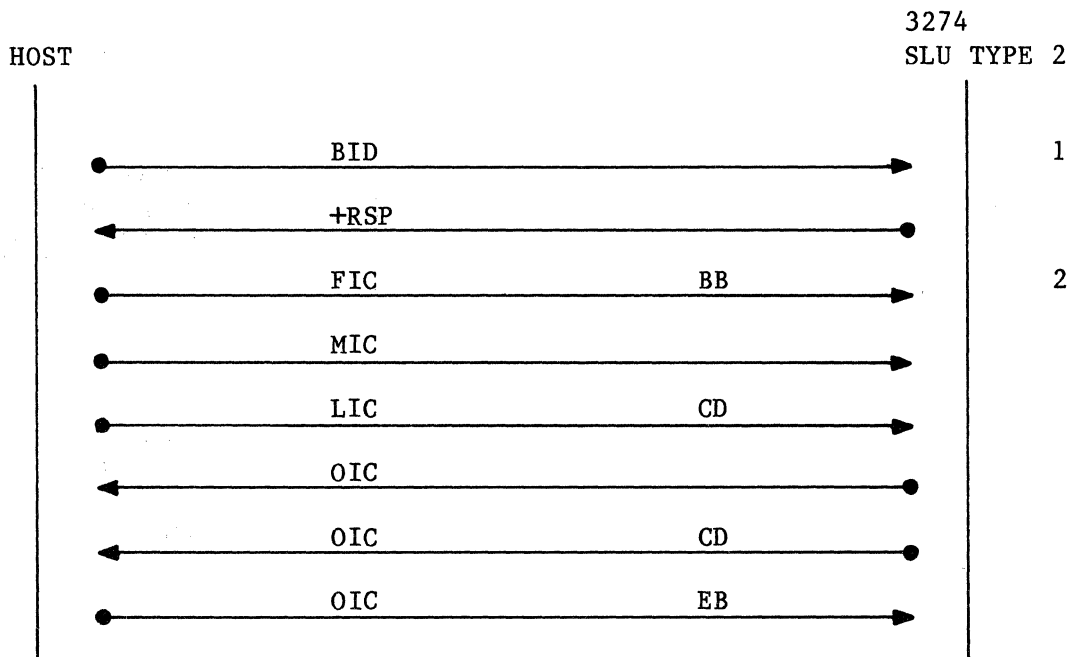 3274
HOST SLU TYPE 2
BID 1
+RSP
FIC BB 2
MIC
LIC CD
OIC
OIC CD
OIC EB